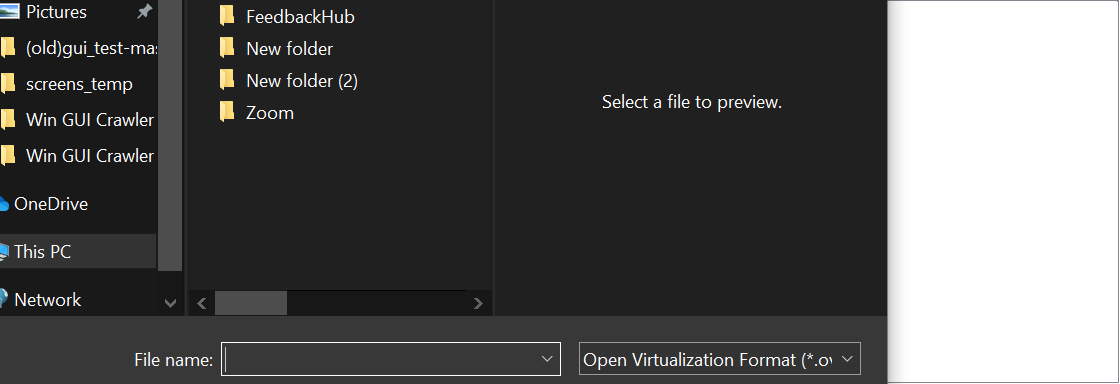 Pictures
(old)gui_test-mas
screens_temp
Win GUI Crawler
Win GUI Crawler
OneDrive
This PC
Network
FeedbackHub
New folder
New folder (2)
Zoom
Select a file to preview.
File name:
Open Virtualization Format (*.ov